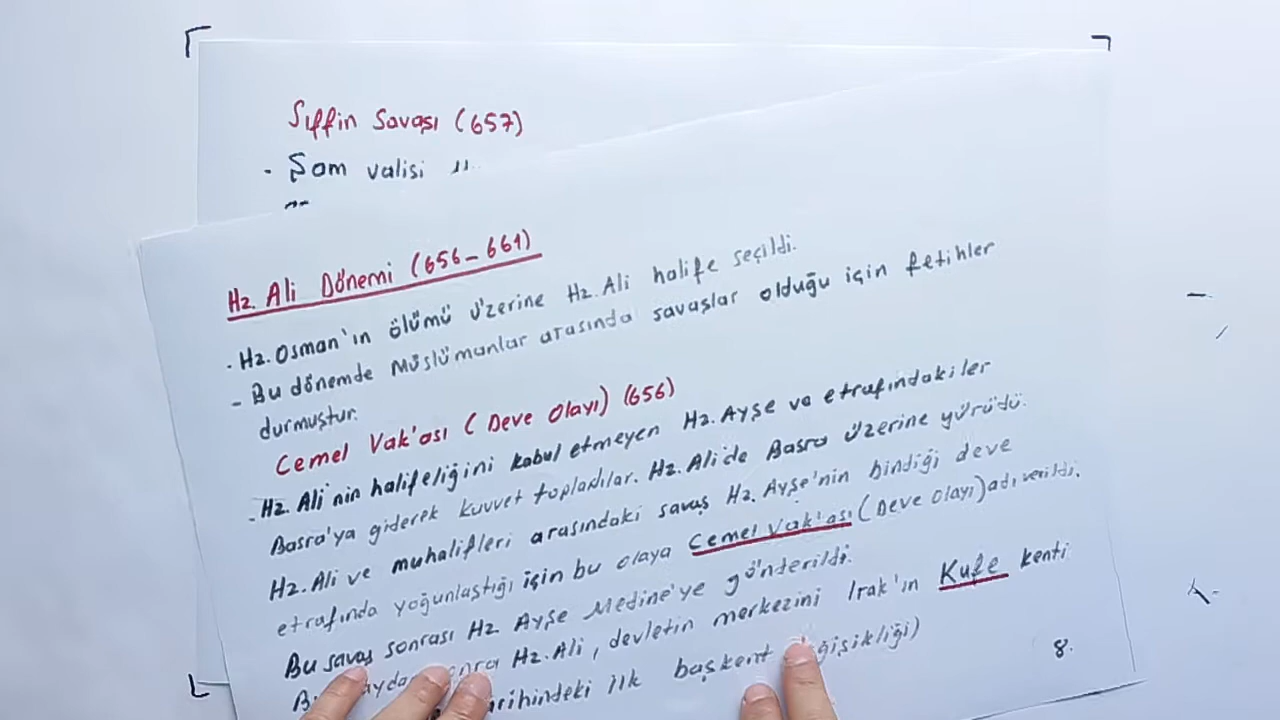 Sıffin Savaşı (657)
- Şam valisi
Hz. Ali Dönemi (656-661)
- Hz. Osman'ın ölümü üzerine Hz. Ali halife seçildi.
- Bu dönemde Müslümanlar arasında savaşlar olduğu için fetihler
durmuştur.
Cemel Vak'ası (Deve Olayı) (656)
- Hz. Ali'nin halifeliğini kabul etmeyen Hz. Ayşe ve etrafındakiler
Basra'ya giderek kuvvet topladılar. Hz. Ali'de Basra üzerine yürüdü.
Hz. Ali ve muhalifleri arasındaki savaş Hz. Ayşe'nin bindiği deve
etrafında yoğunlaştığı için bu olaya Cemel Vak'ası (Deve Olayı) adı verildi.
Bu savaş sonrası Hz. Ayşe Medine'ye gönderildi.
Hz. Ali, devletin merkezini Irak'ın Kufe kenti
ilk başkent
8.